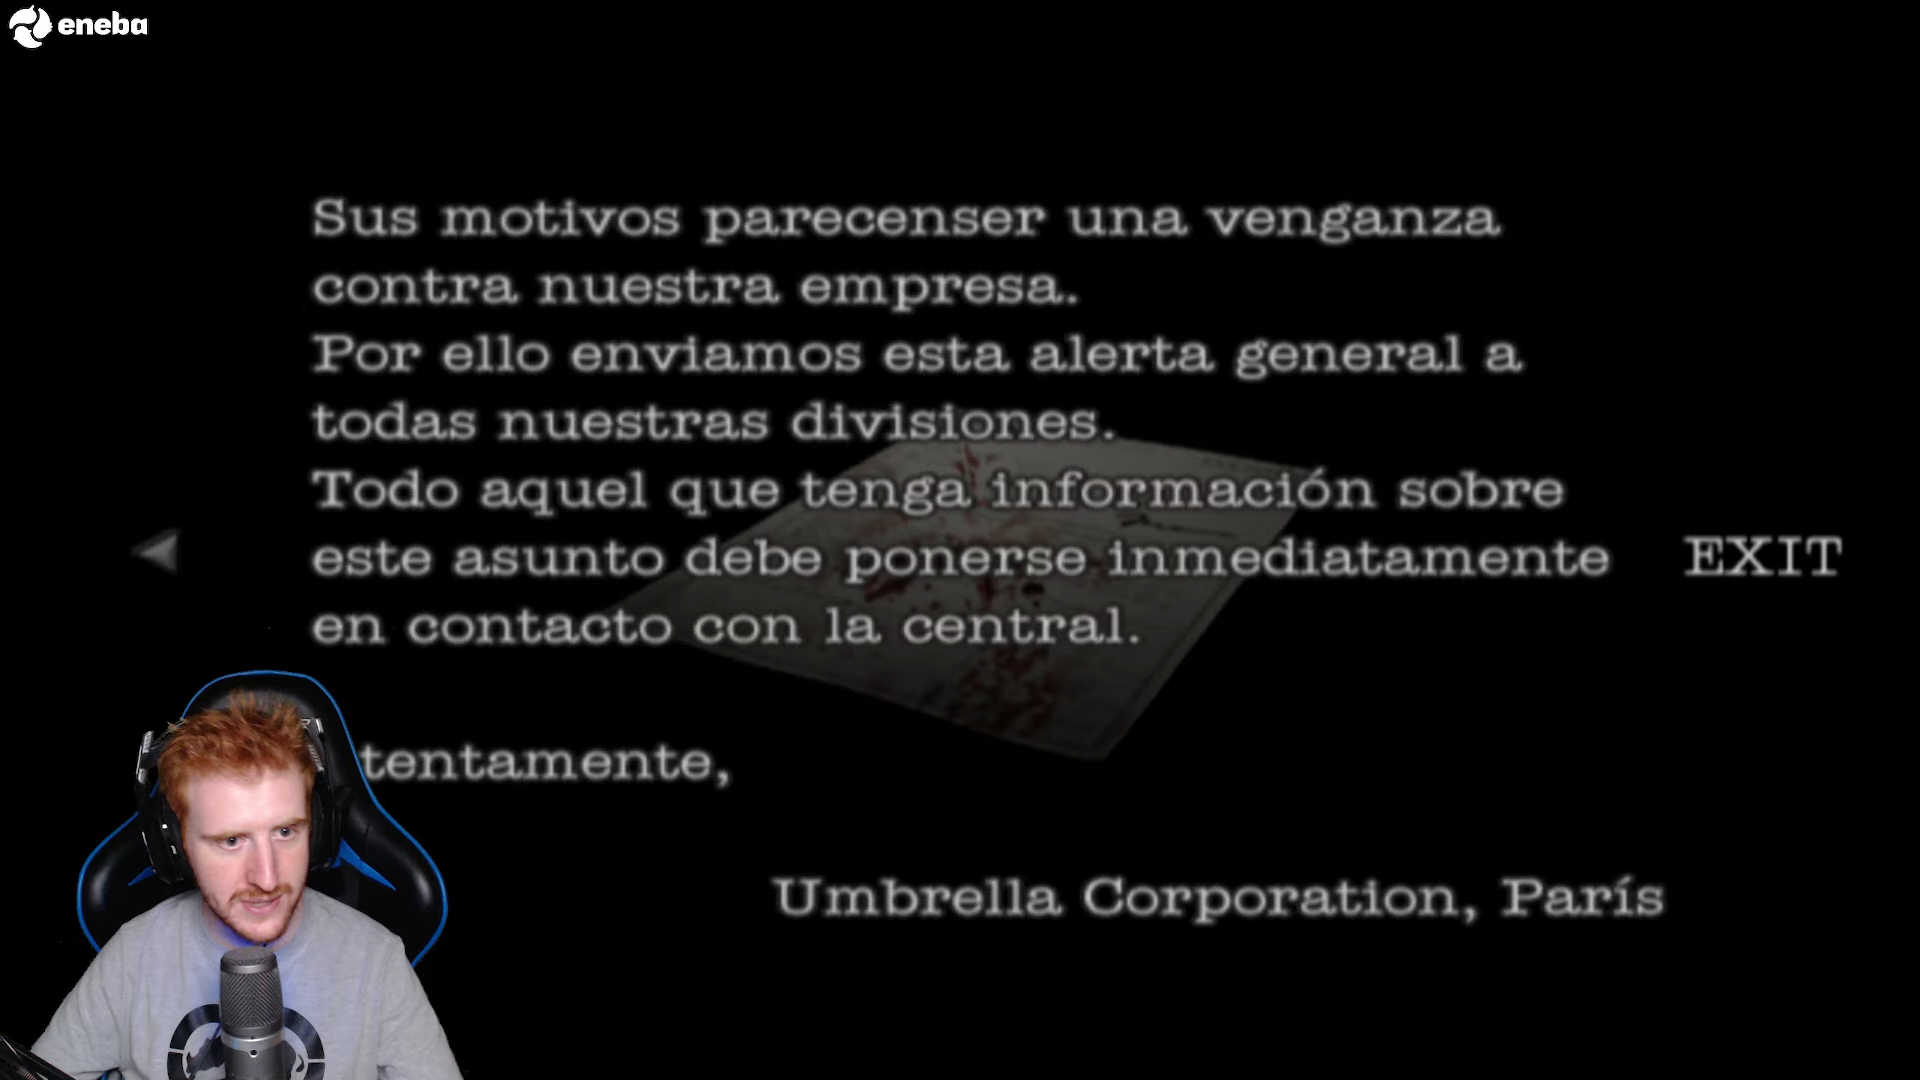 eneba
Sus motivos parecenser una venganza
contra nuestra empresa.
Por ello enviamos esta alerta general a
todas nuestras divisiones.
Todo aquel que tenga información sobre
este asunto debe ponerse inmediatamente
EXIT
en contacto con la central.
tentamente,
Umbrella Corporation, París